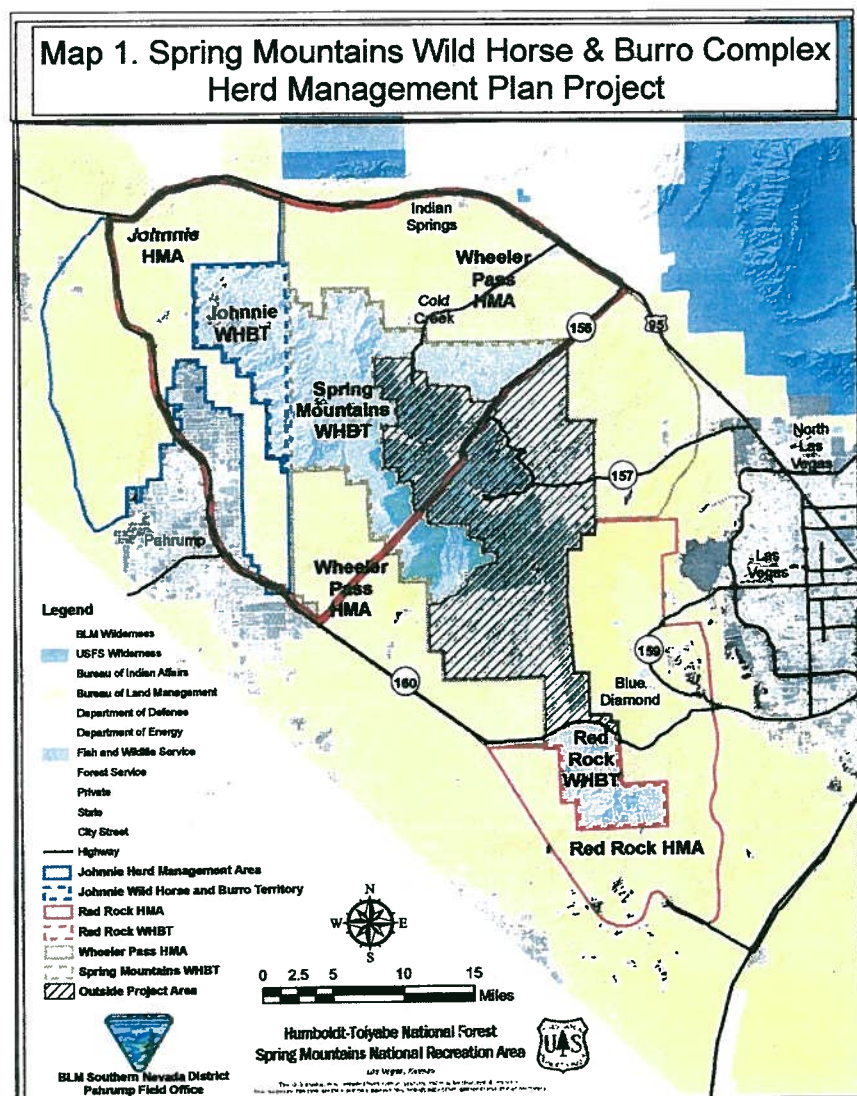 Map 1. Spring Mountains Wild Horse & Burro Complex
Herd Management Plan Project
Indian
Springs
Johnnie
HMA
Wheeler
Pass
HMA
Cold
Creek
Johnnie
WHBT
156
95
Spring
Mountains
WHBT
North
Las
Vegas
157
Pahrump
Las
Vegas
Wheeler
Pass
HMA
159
160
Blue
Diamond
Red
Rock
WHBT
Red Rock HMA
Legend
BLM Wilderness
USFS Wilderness
Bureau of Indian Affairs
Bureau of Land Management
Department of Defense
Department of Energy
Fish and Wildlife Service
Forest Service
Private
State
City Street
Highway
Johnnie Herd Management Area
Johnnie Wild Horse and Burro Territory
Red Rock HMA
Red Rock WHBT
Wheeler Pass HMA
Spring Mountains WHBT
Outside Project Area
N
W E
S
0 2.5 5 10 15
Miles
Humboldt-Toiyabe National Forest
Spring Mountains National Recreation Area
Las Vegas, Nevada
U S
BLM Southern Nevada District
Pahrump Field Office